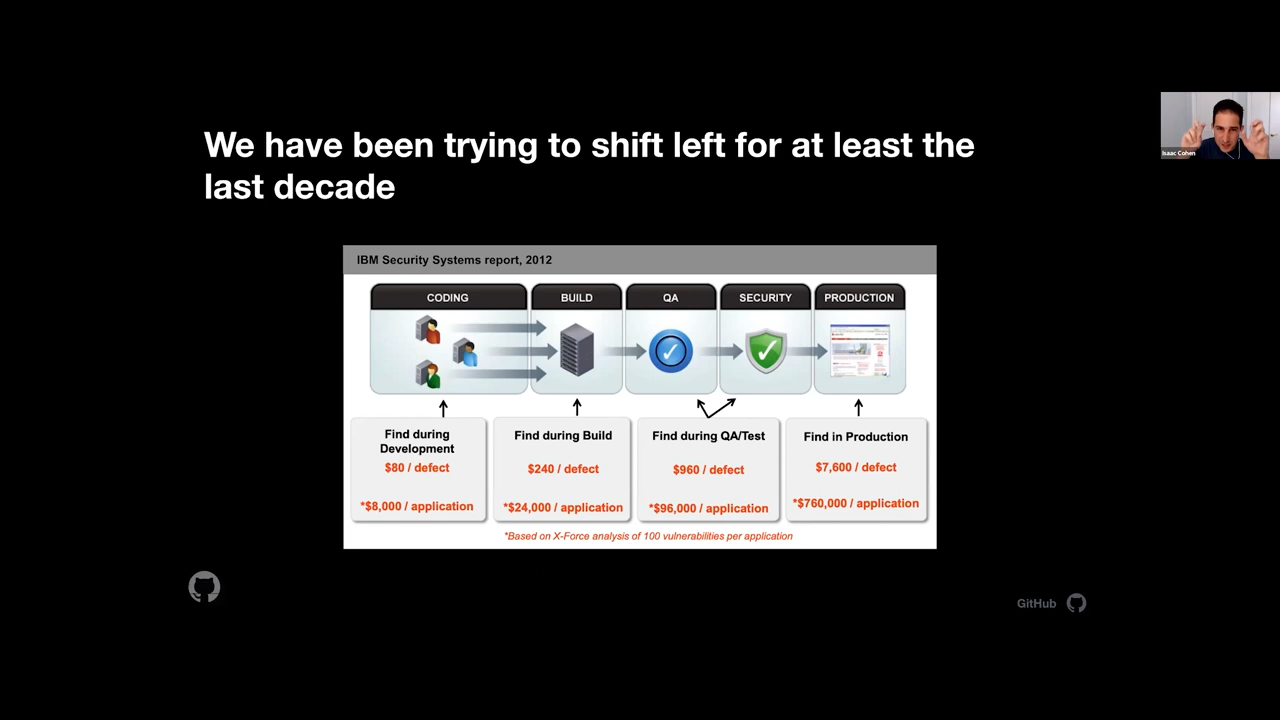 We have been trying to shift left for at least the
last decade
Isaac Cohen
IBM Security Systems report, 2012
CODING
BUILD
QA
SECURITY
PRODUCTION
Find during
Development
$80 / defect
*$8,000 / application
Find during Build
$240 / defect
*$24,000 / application
Find during QA/Test
$960 / defect
*$96,000 / application
Find in Production
$7,600 / defect
*$760,000 / application
*Based on X-Force analysis of 100 vulnerabilities per application
GitHub